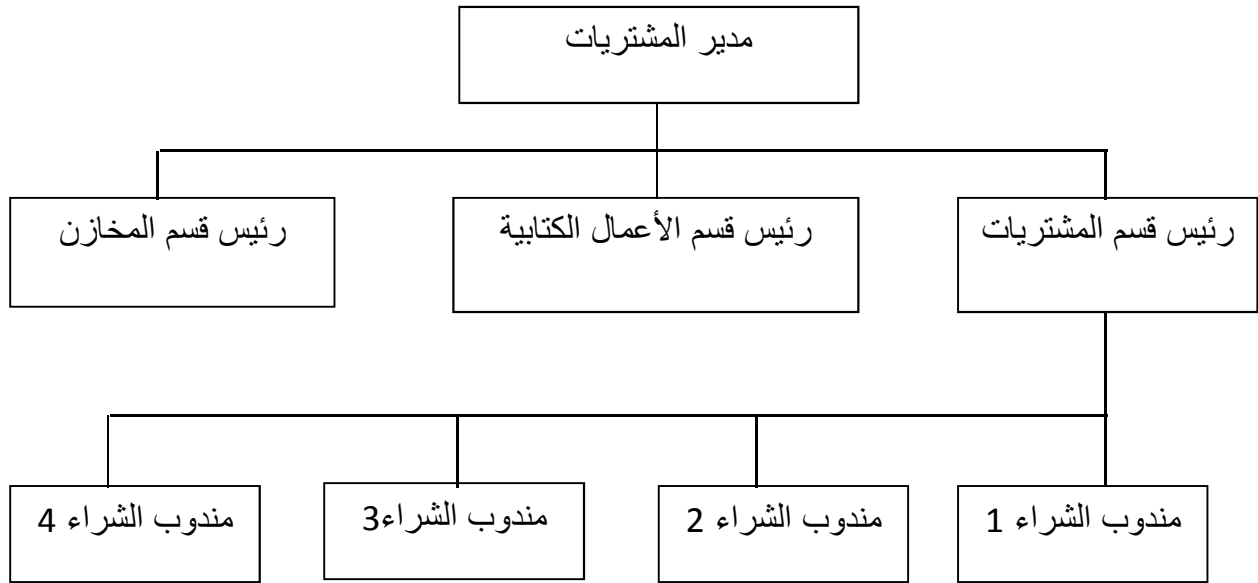 مدير المشتريات
رئيس قسم المشتريات
رئيس قسم الأعمال الكتابية
رئيس قسم المخازن
مندوب الشراء 1
مندوب الشراء 2
مندوب الشراء3
مندوب الشراء 4